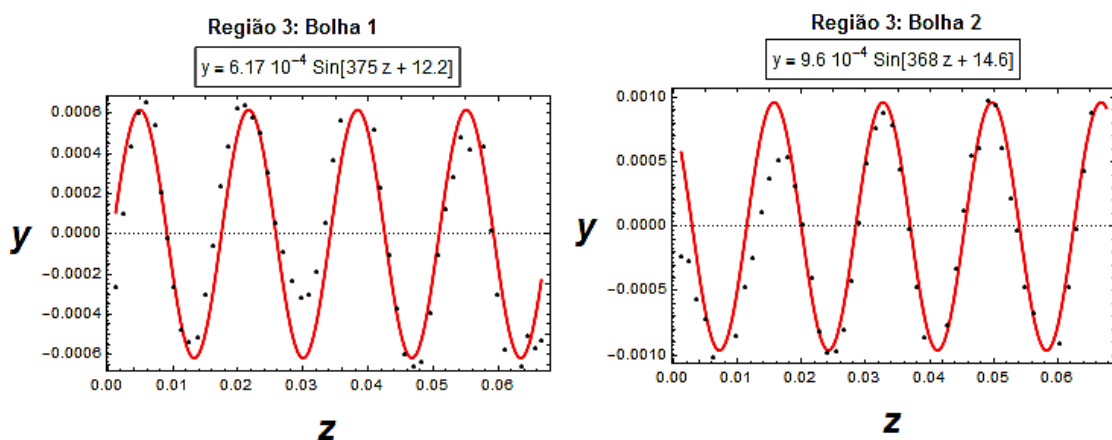 Região 3: Bolha 1
y = 6.17 10⁻⁴ Sin[375 z + 12.2]
0.0006
0.0004
0.0002
0.0000
-0.0002
-0.0004
-0.0006
y
0.00 0.01 0.02 0.03 0.04 0.05 0.06
z
Região 3: Bolha 2
y = 9.6 10⁻⁴ Sin[368 z + 14.6]
0.0010
0.0005
0.0000
-0.0005
-0.0010
y
0.00 0.01 0.02 0.03 0.04 0.05 0.06
z